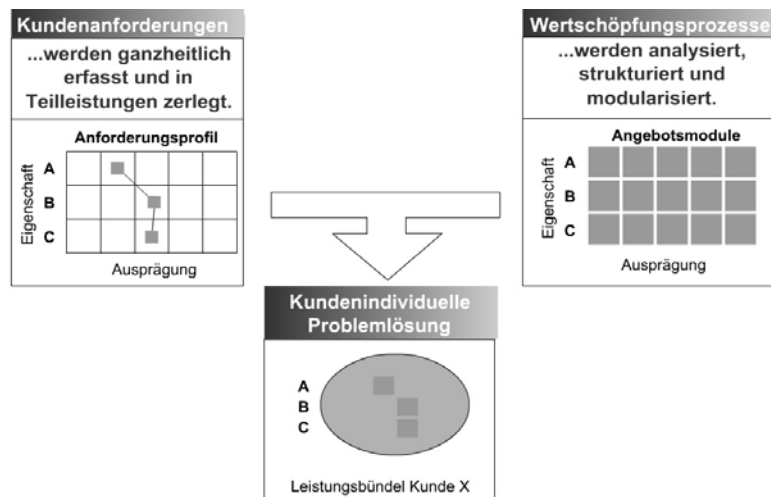 Kundenanforderungen
...werden ganzheitlich
erfasst und in
Teilleistungen zerlegt.
Anforderungsprofil
Eigenschaft
A
B
C
Ausprägung
Wertschöpfungsprozesse
...werden analysiert,
strukturiert und
modularisiert.
Angebotsmodule
Eigenschaft
A
B
C
Ausprägung
Kundenindividuelle
Problemlösung
A
B
C
Leistungsbündel Kunde X